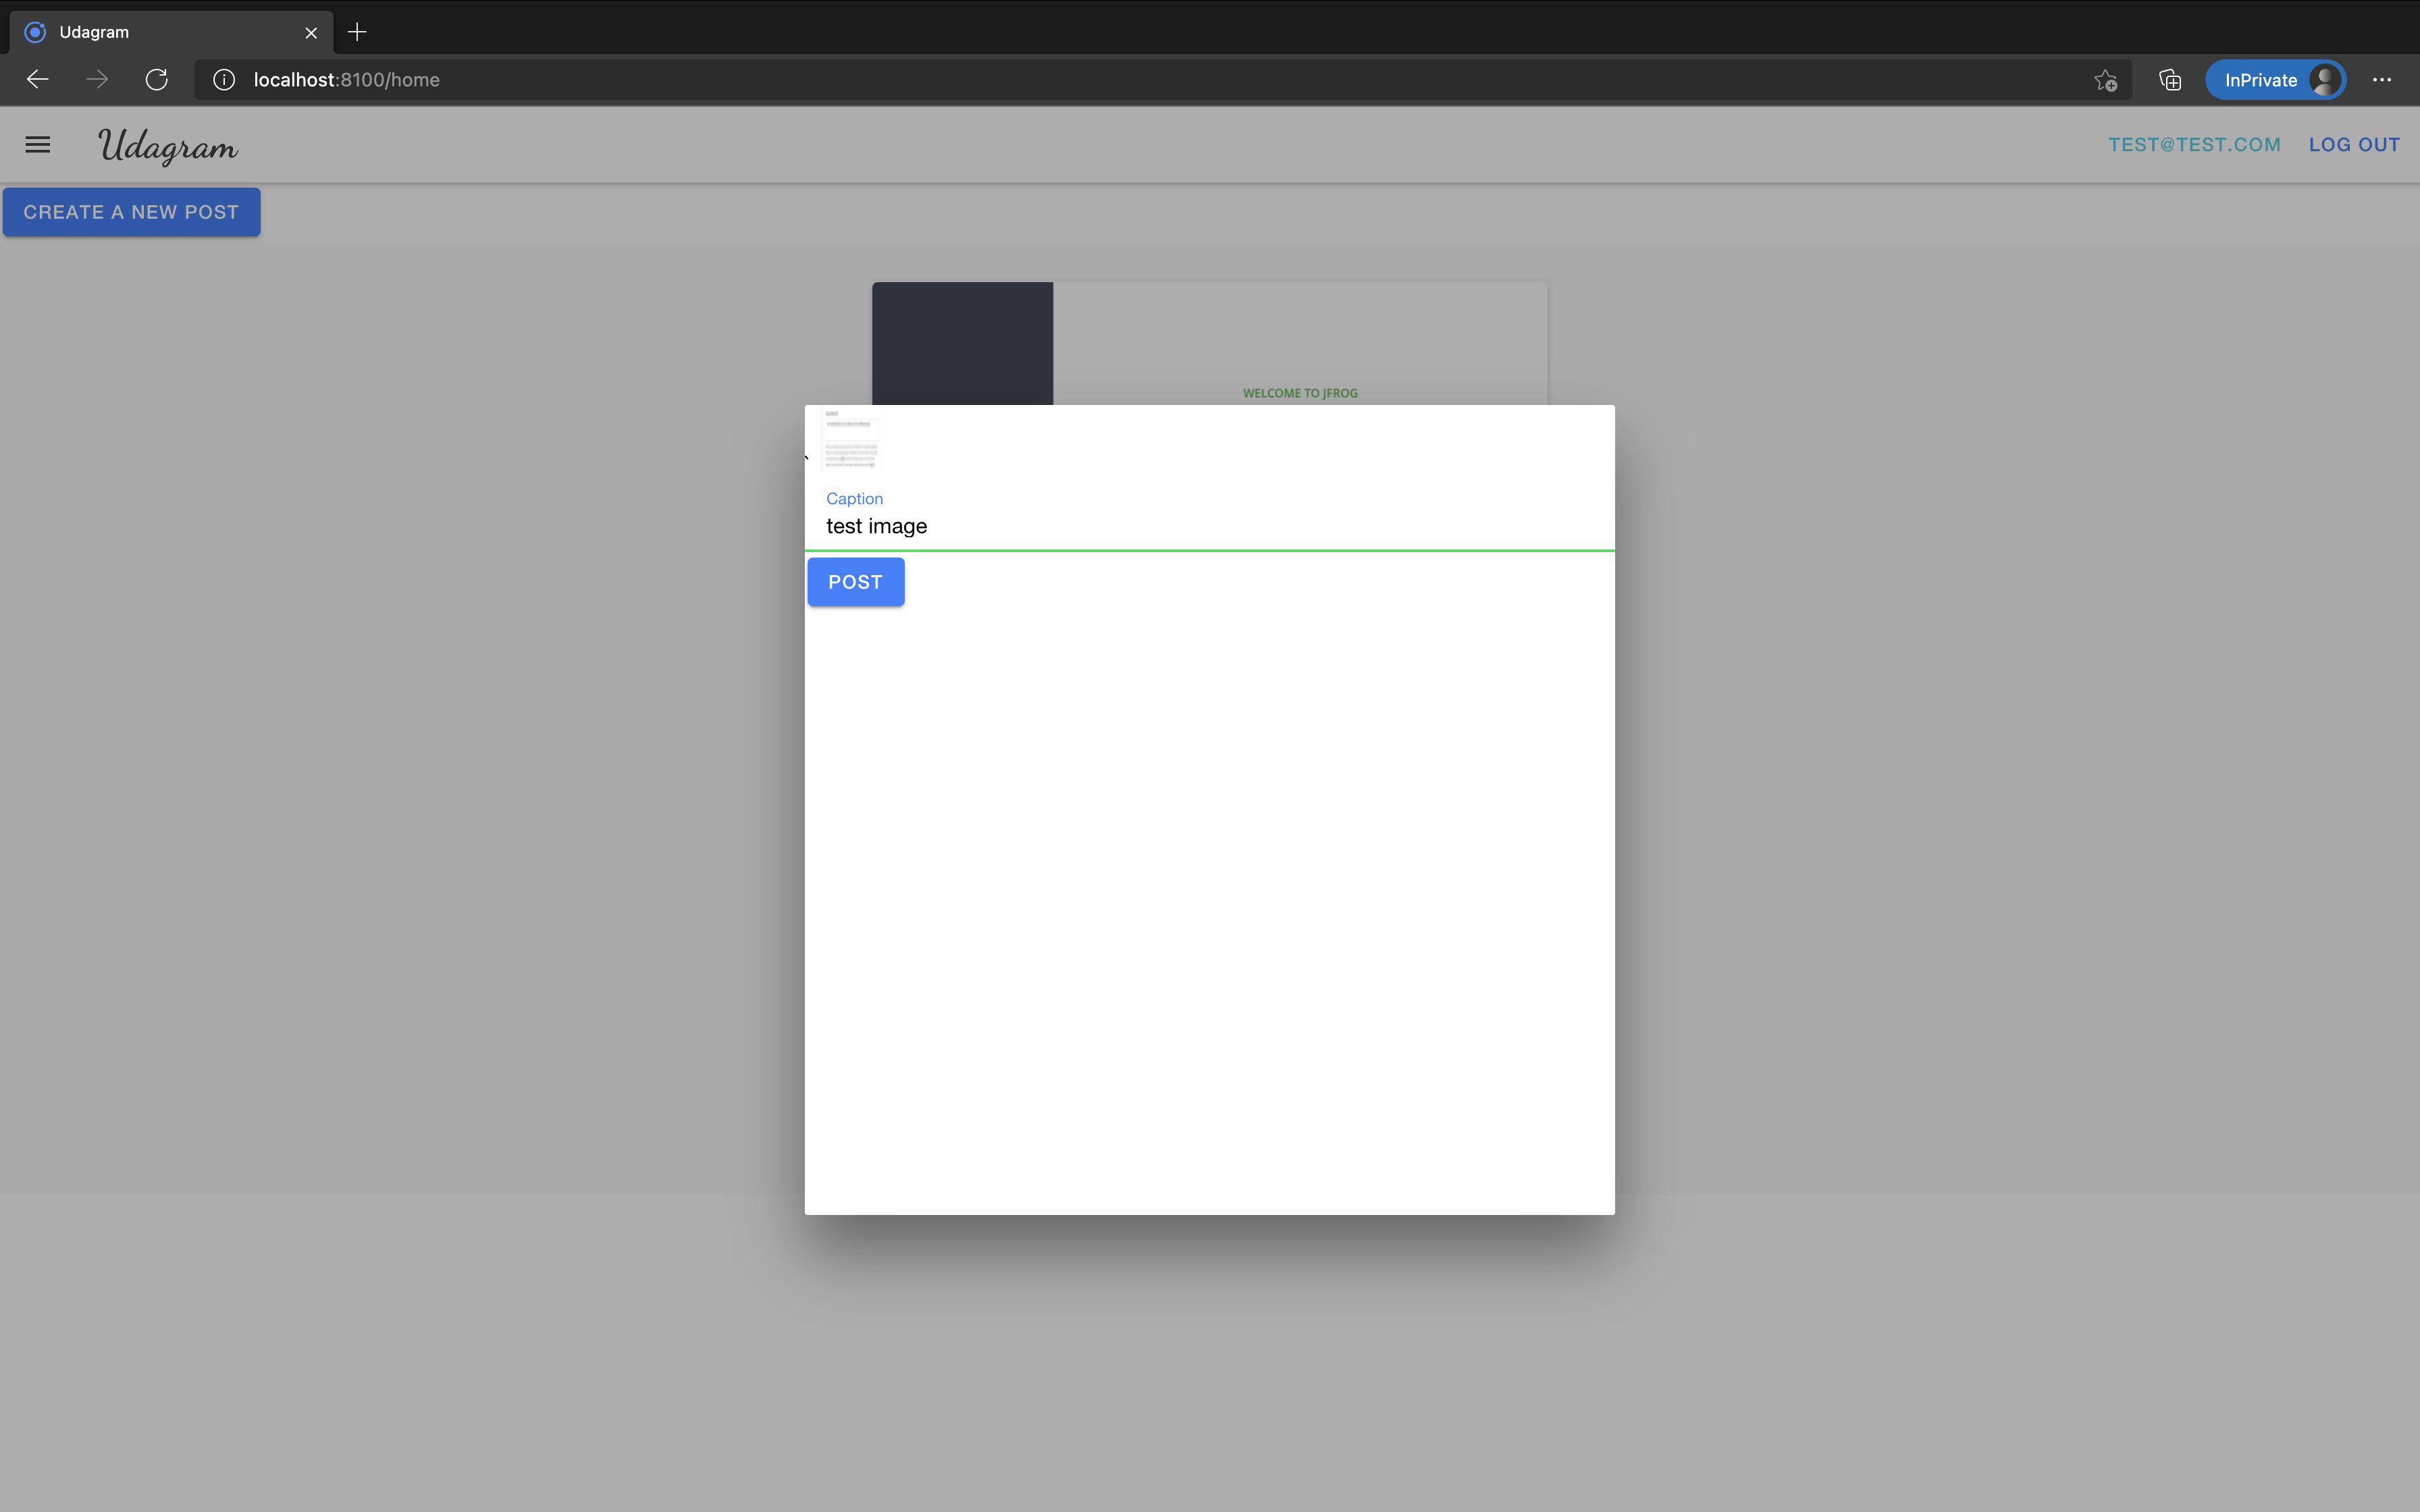 Udagram
localhost:8100/home
InPrivate
Udagram
TEST@TEST.COM
LOG OUT
CREATE A NEW POST
WELCOME TO JFROG
`
Caption
test image
POST